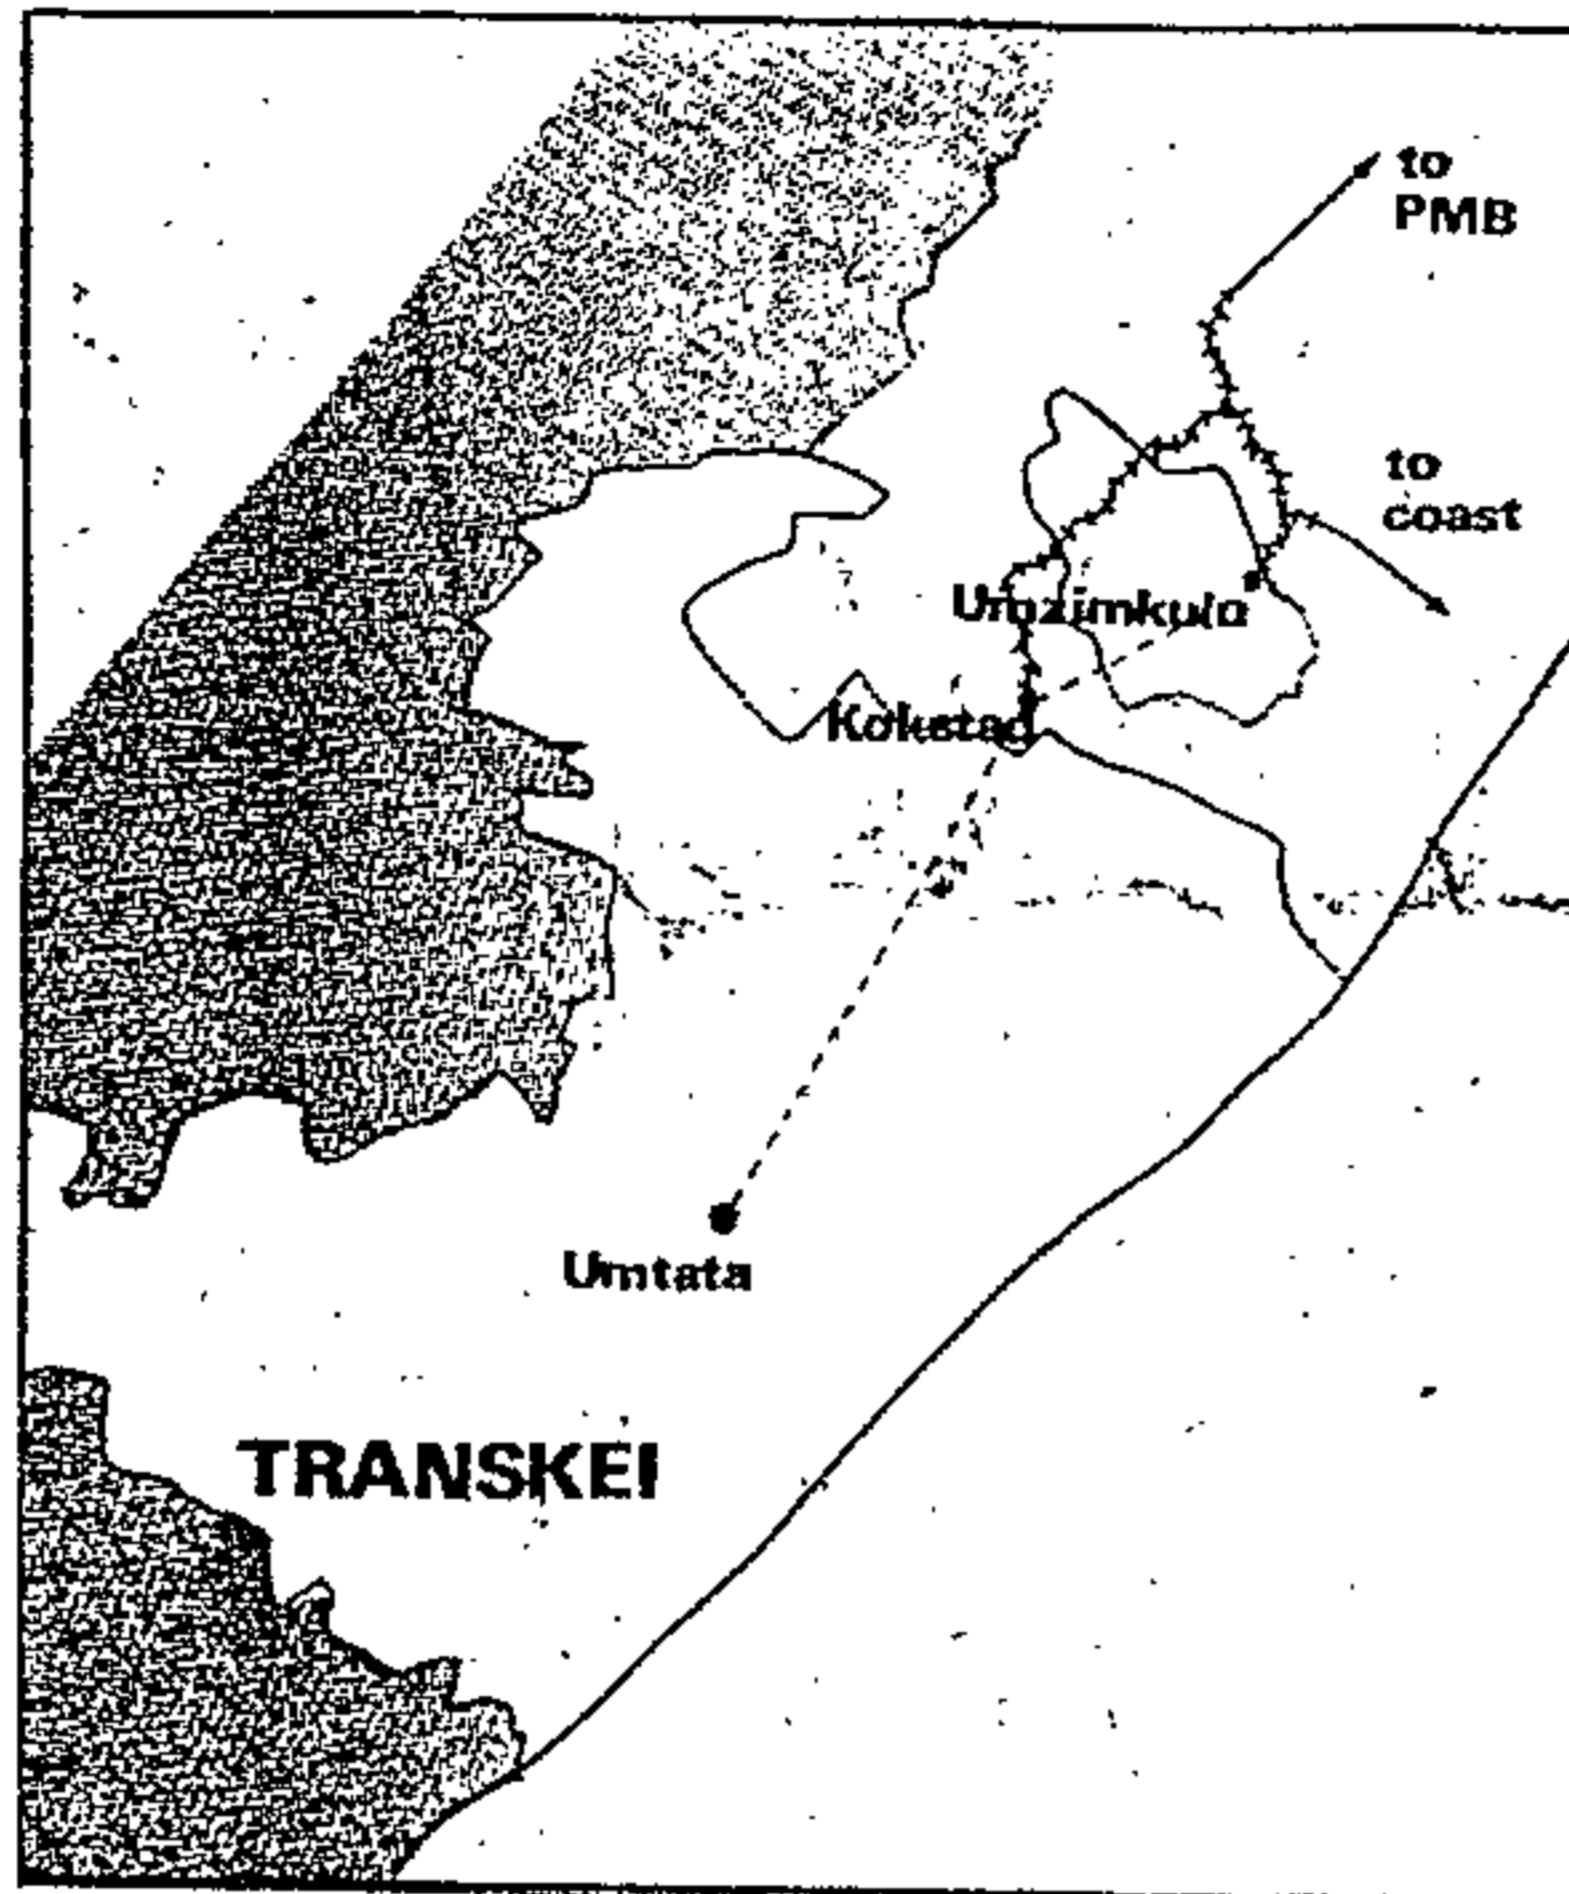 to
PMB
to
coast
Umzimkulu
Kokstad
Umtata
TRANSKEI